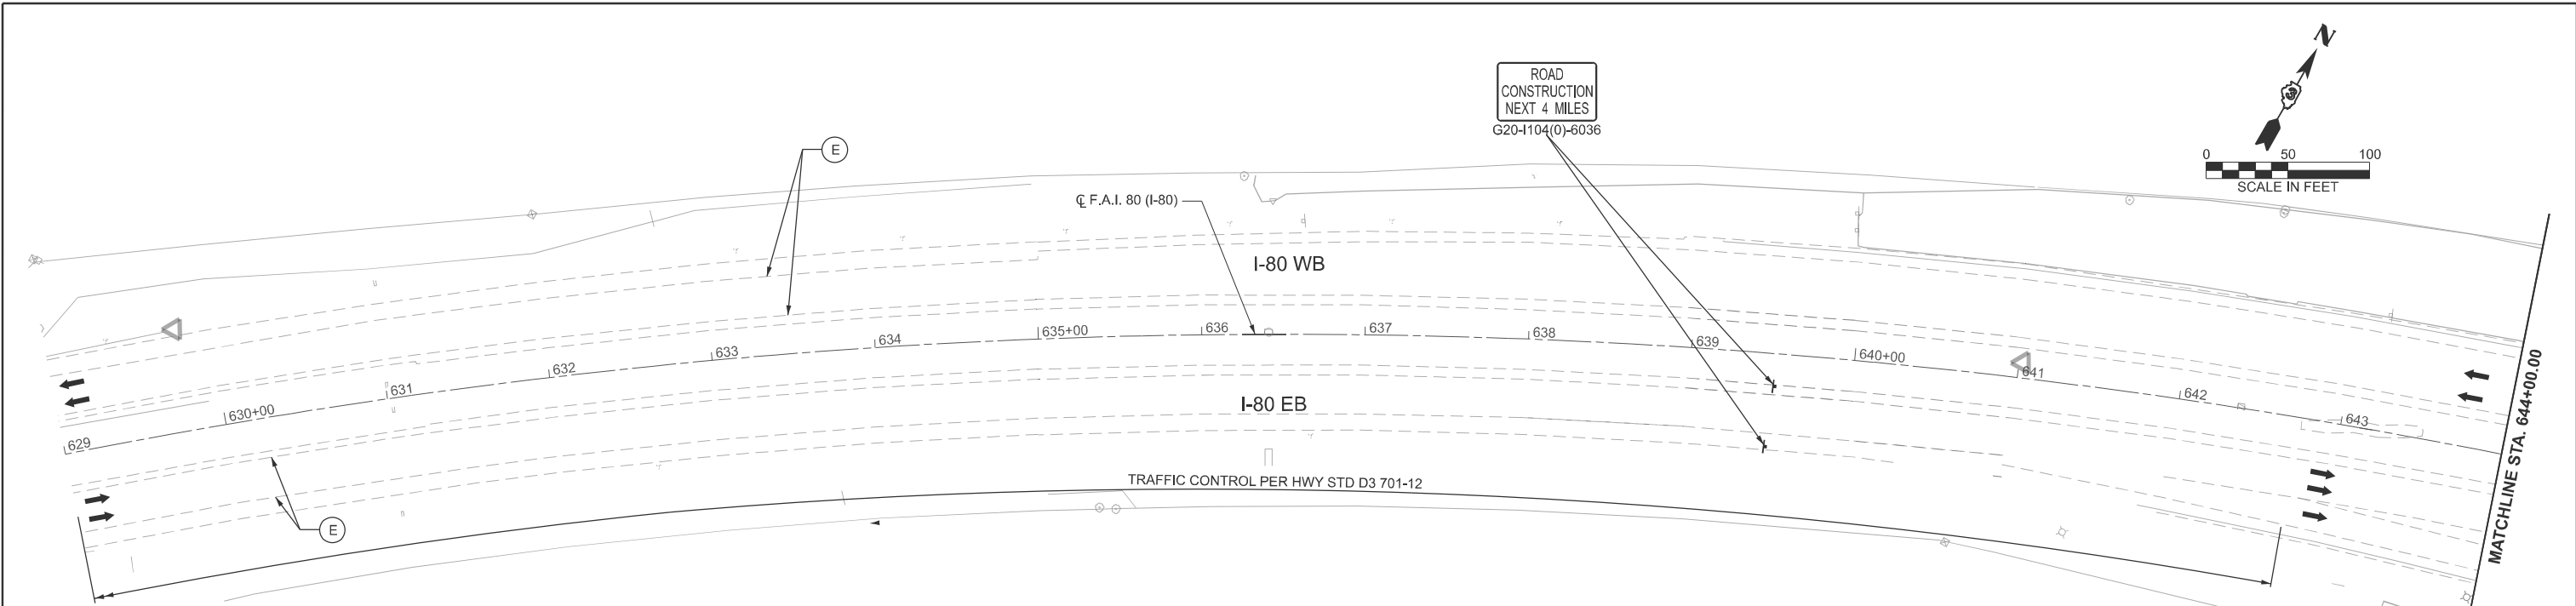 N
ROAD
CONSTRUCTION
NEXT 4 MILES
G20-I104(0)-6036
0 50 100
SCALE IN FEET
E
℄ F.A.I. 80 (I-80)
I-80 WB
629
630+00
631
632
633
634
635+00
636
637
638
639
640+00
641
642
643
I-80 EB
TRAFFIC CONTROL PER HWY STD D3 701-12
E
MATCHLINE STA. 644+00.00